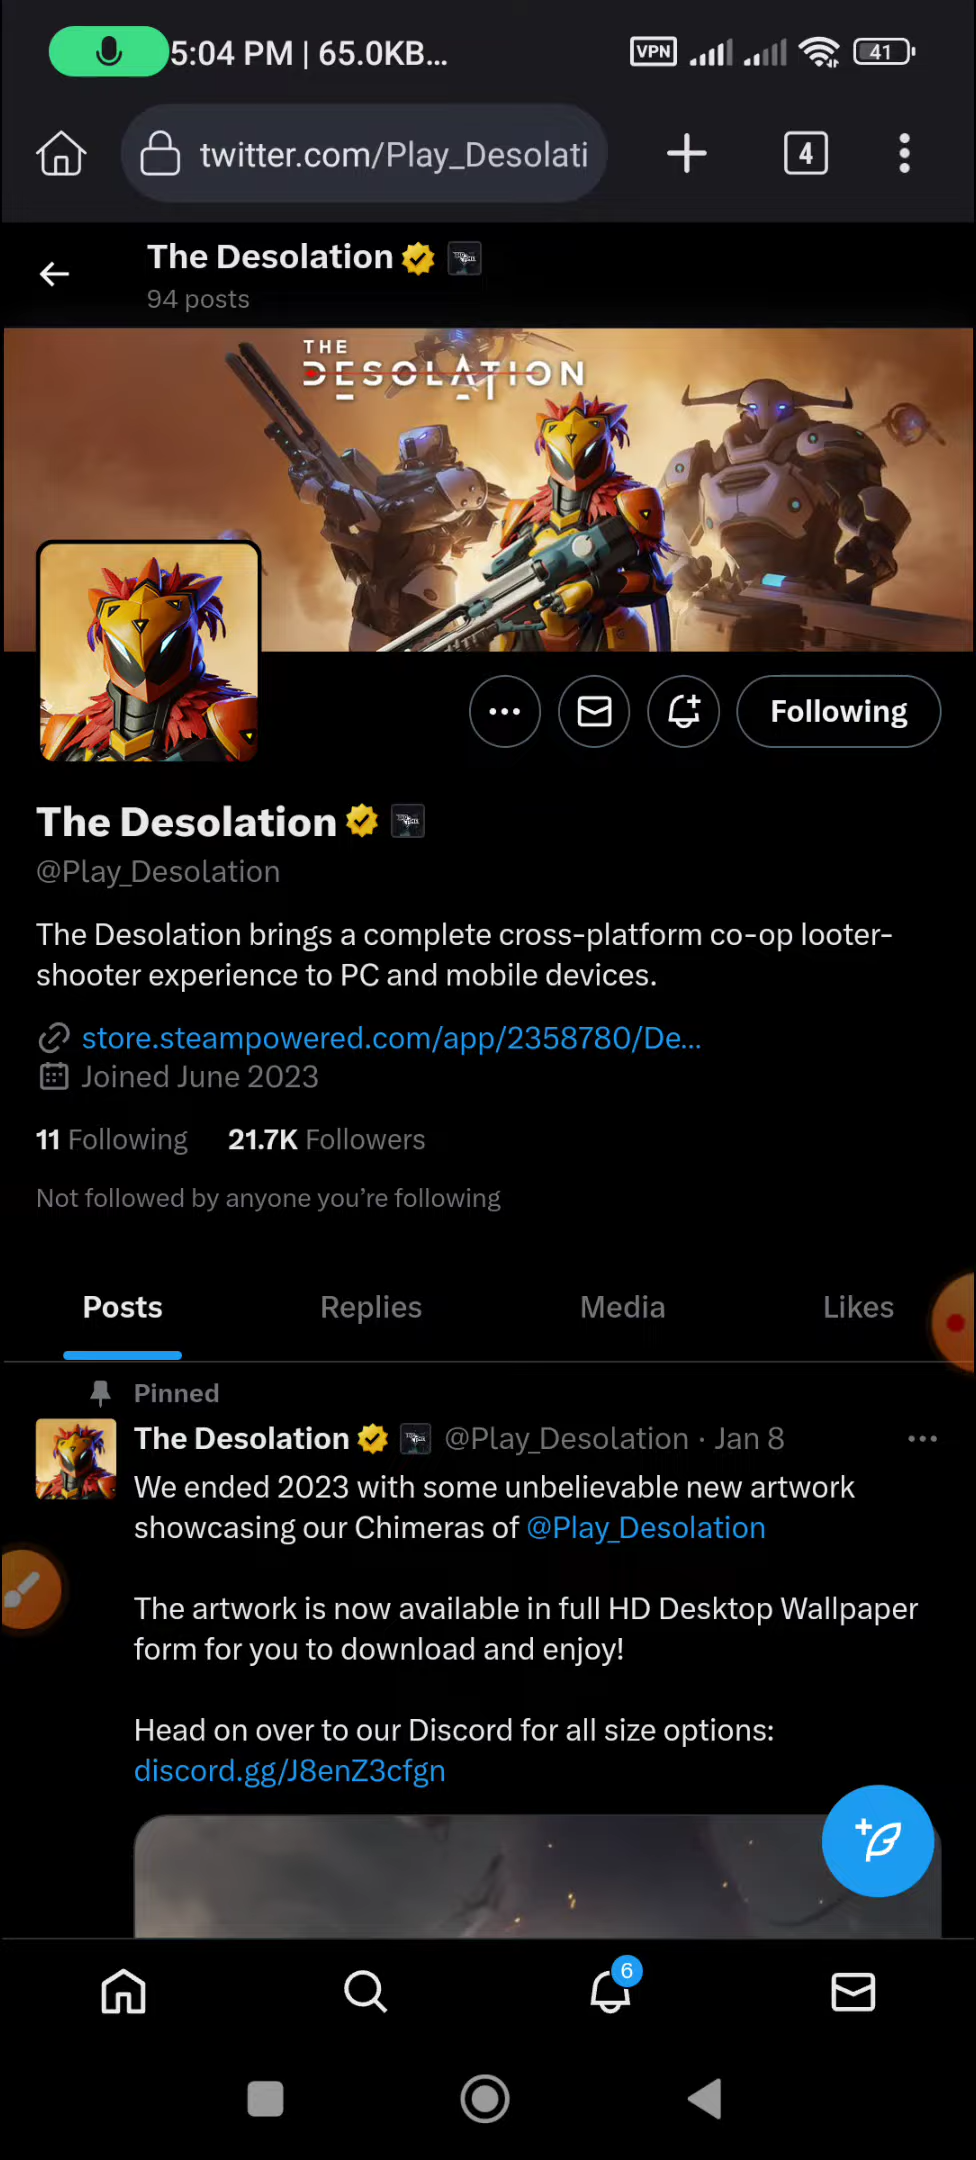 5:04 PM | 65.0KB...
VPN
41
twitter.com/Play_Desolati
4
The Desolation
94 posts
THE
DESOLATION
Following
The Desolation
@Play_Desolation
The Desolation brings a complete cross-platform co-op looter-
shooter experience to PC and mobile devices.
store.steampowered.com/app/2358780/De...
Joined June 2023
11 Following 21.7K Followers
Not followed by anyone you’re following
Posts Replies Media Likes
Pinned
The Desolation @Play_Desolation · Jan 8
We ended 2023 with some unbelievable new artwork
showcasing our Chimeras of @Play_Desolation
The artwork is now available in full HD Desktop Wallpaper
form for you to download and enjoy!
Head on over to our Discord for all size options:
discord.gg/J8enZ3cfgn
6